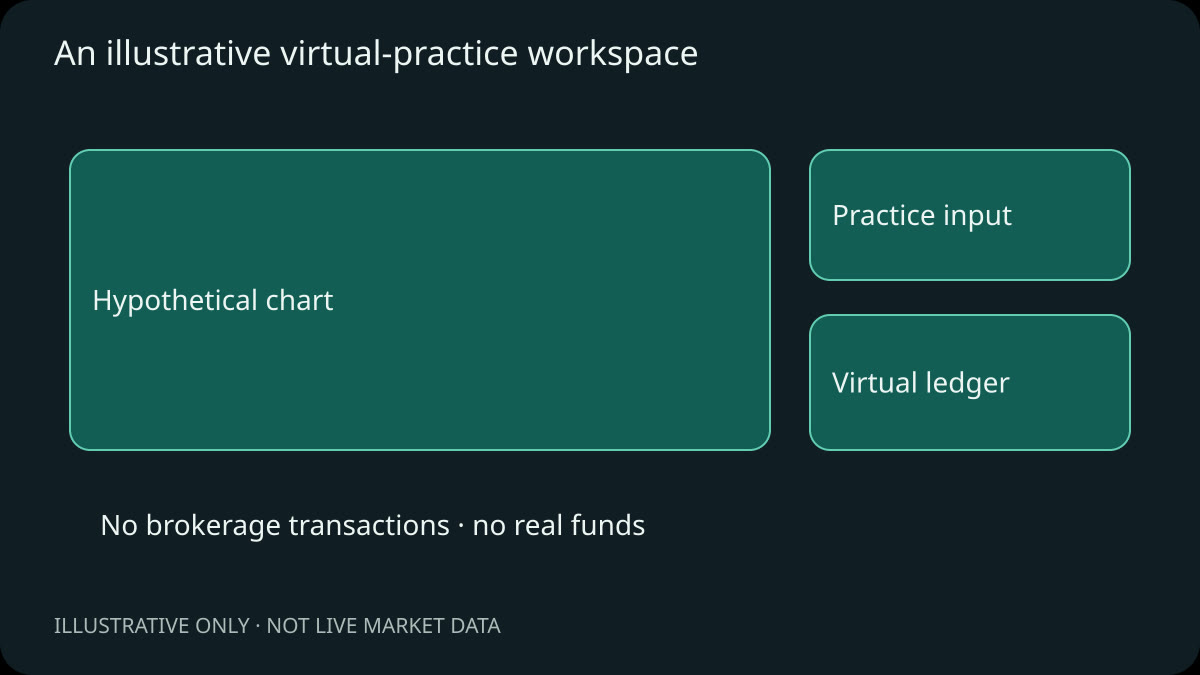 An illustrative virtual-practice workspace
Hypothetical chart
Practice input
Virtual ledger
No brokerage transactions · no real funds
ILLUSTRATIVE ONLY · NOT LIVE MARKET DATA